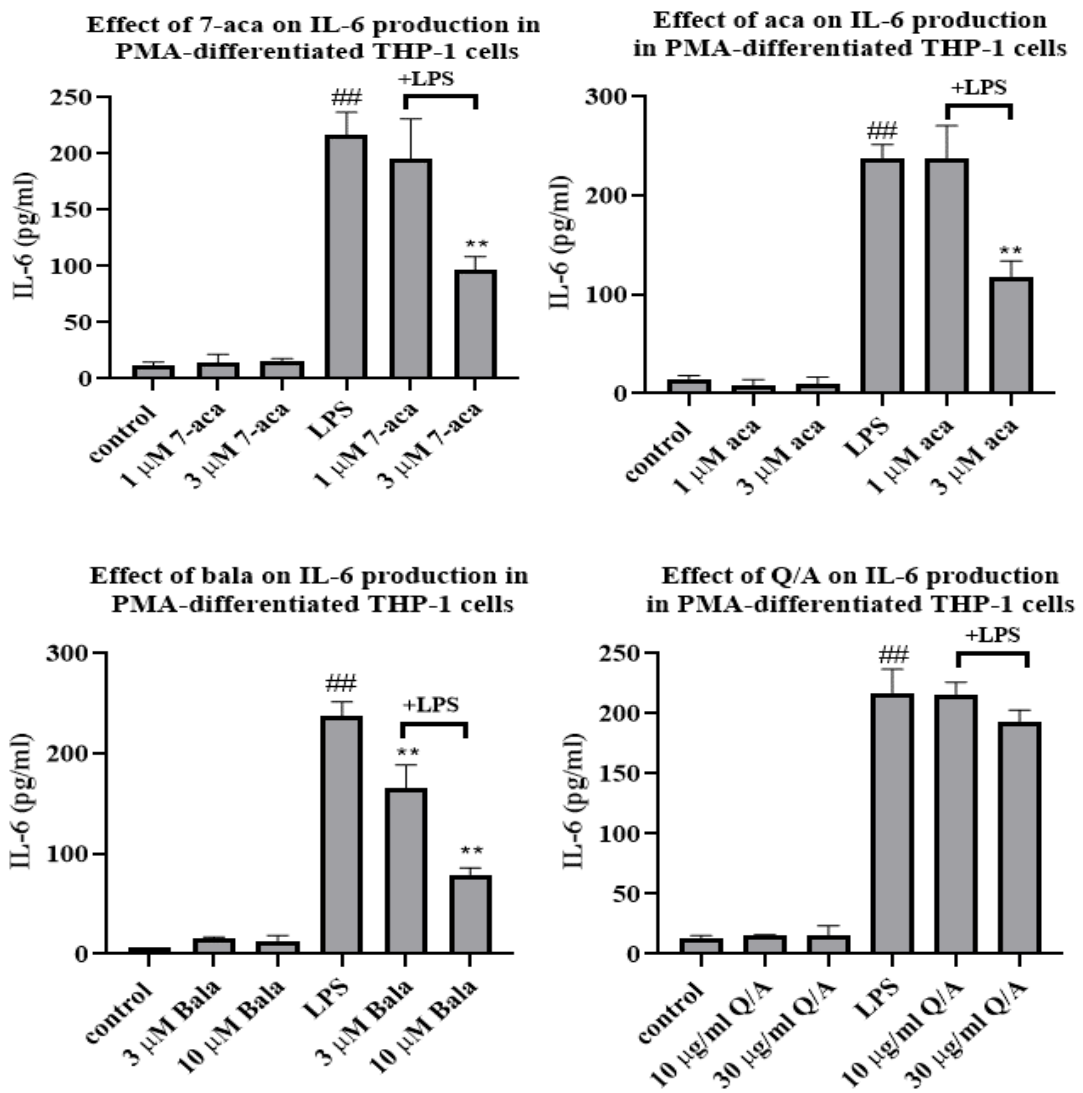 Effect of 7-aca on IL-6 production in
PMA-differentiated THP-1 cells
+LPS
##
**
IL-6 (pg/ml)
250
200
150
100
50
0
control
1 µM 7-aca
3 µM 7-aca
LPS
1 µM 7-aca
3 µM 7-aca
Effect of aca on IL-6 production
in PMA-differentiated THP-1 cells
+LPS
##
**
IL-6 (pg/ml)
300
200
100
0
control
1 µM aca
3 µM aca
LPS
1 µM aca
3 µM aca
Effect of bala on IL-6 production in
PMA-differentiated THP-1 cells
##
+LPS
**
**
IL-6 (pg/ml)
300
200
100
0
control
3 µM Bala
10 µM Bala
LPS
3 µM Bala
10 µM Bala
Effect of Q/A on IL-6 production
in PMA-differentiated THP-1 cells
+LPS
##
IL-6 (pg/ml)
250
200
150
100
50
0
control
10 µg/ml Q/A
30 µg/ml Q/A
LPS
10 µg/ml Q/A
30 µg/ml Q/A